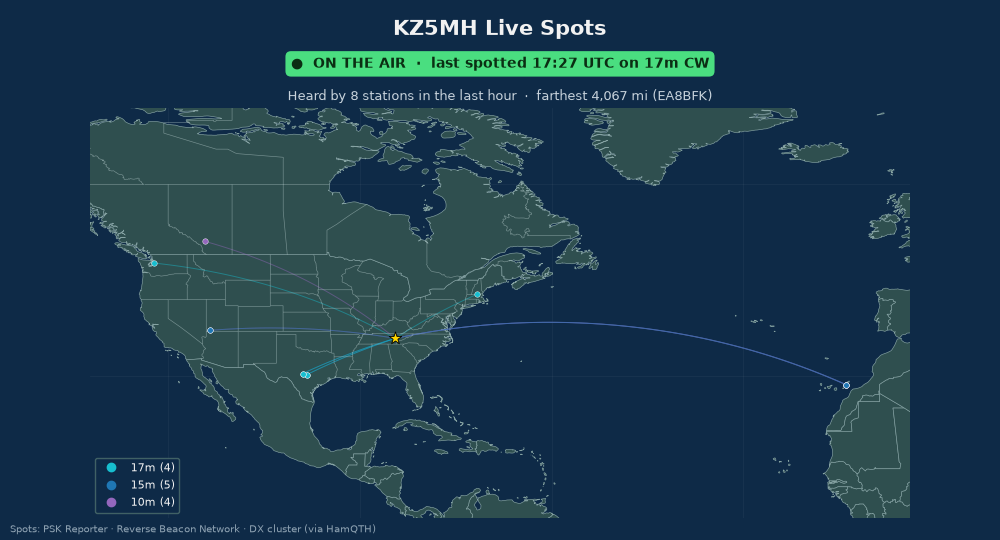 KZ5MH Live Spots
● ON THE AIR · last spotted 17:27 UTC on 17m CW
Heard by 8 stations in the last hour · farthest 4,067 mi (EA8BFK)
17m (4)
15m (5)
10m (4)
Spots: PSK Reporter · Reverse Beacon Network · DX cluster (via HamQTH)